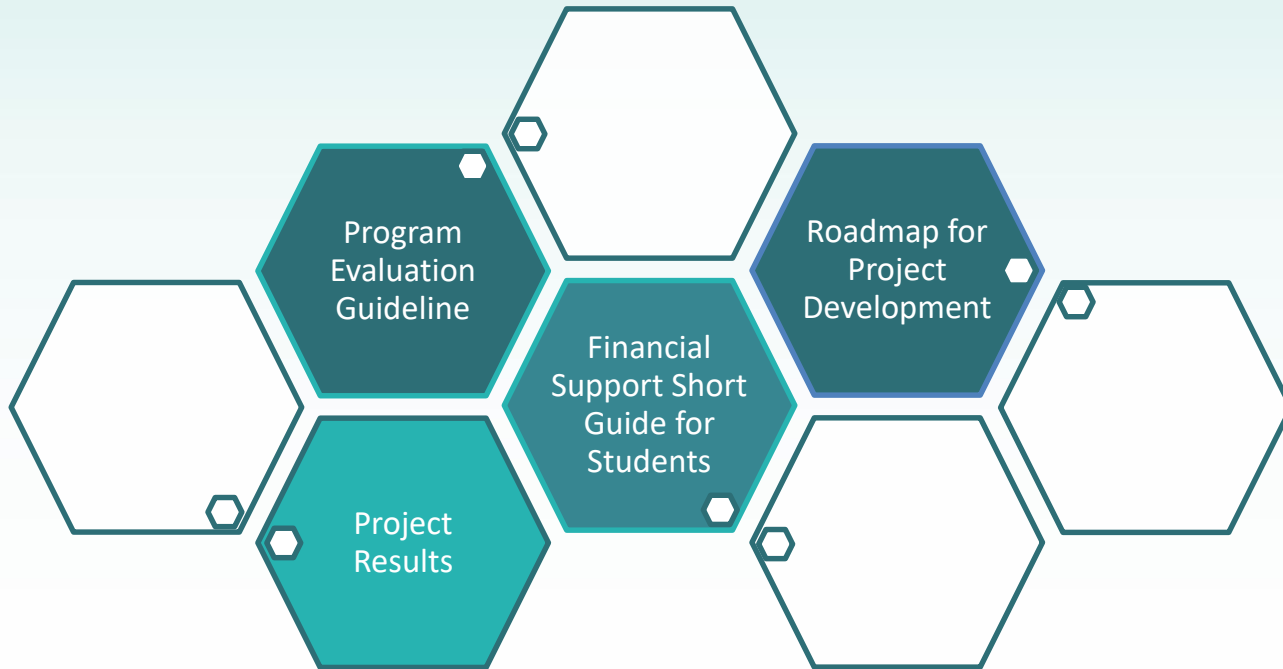 Program
Evaluation
Guideline
Roadmap for
Project
Development
Financial
Support Short
Guide for
Students
Project
Results